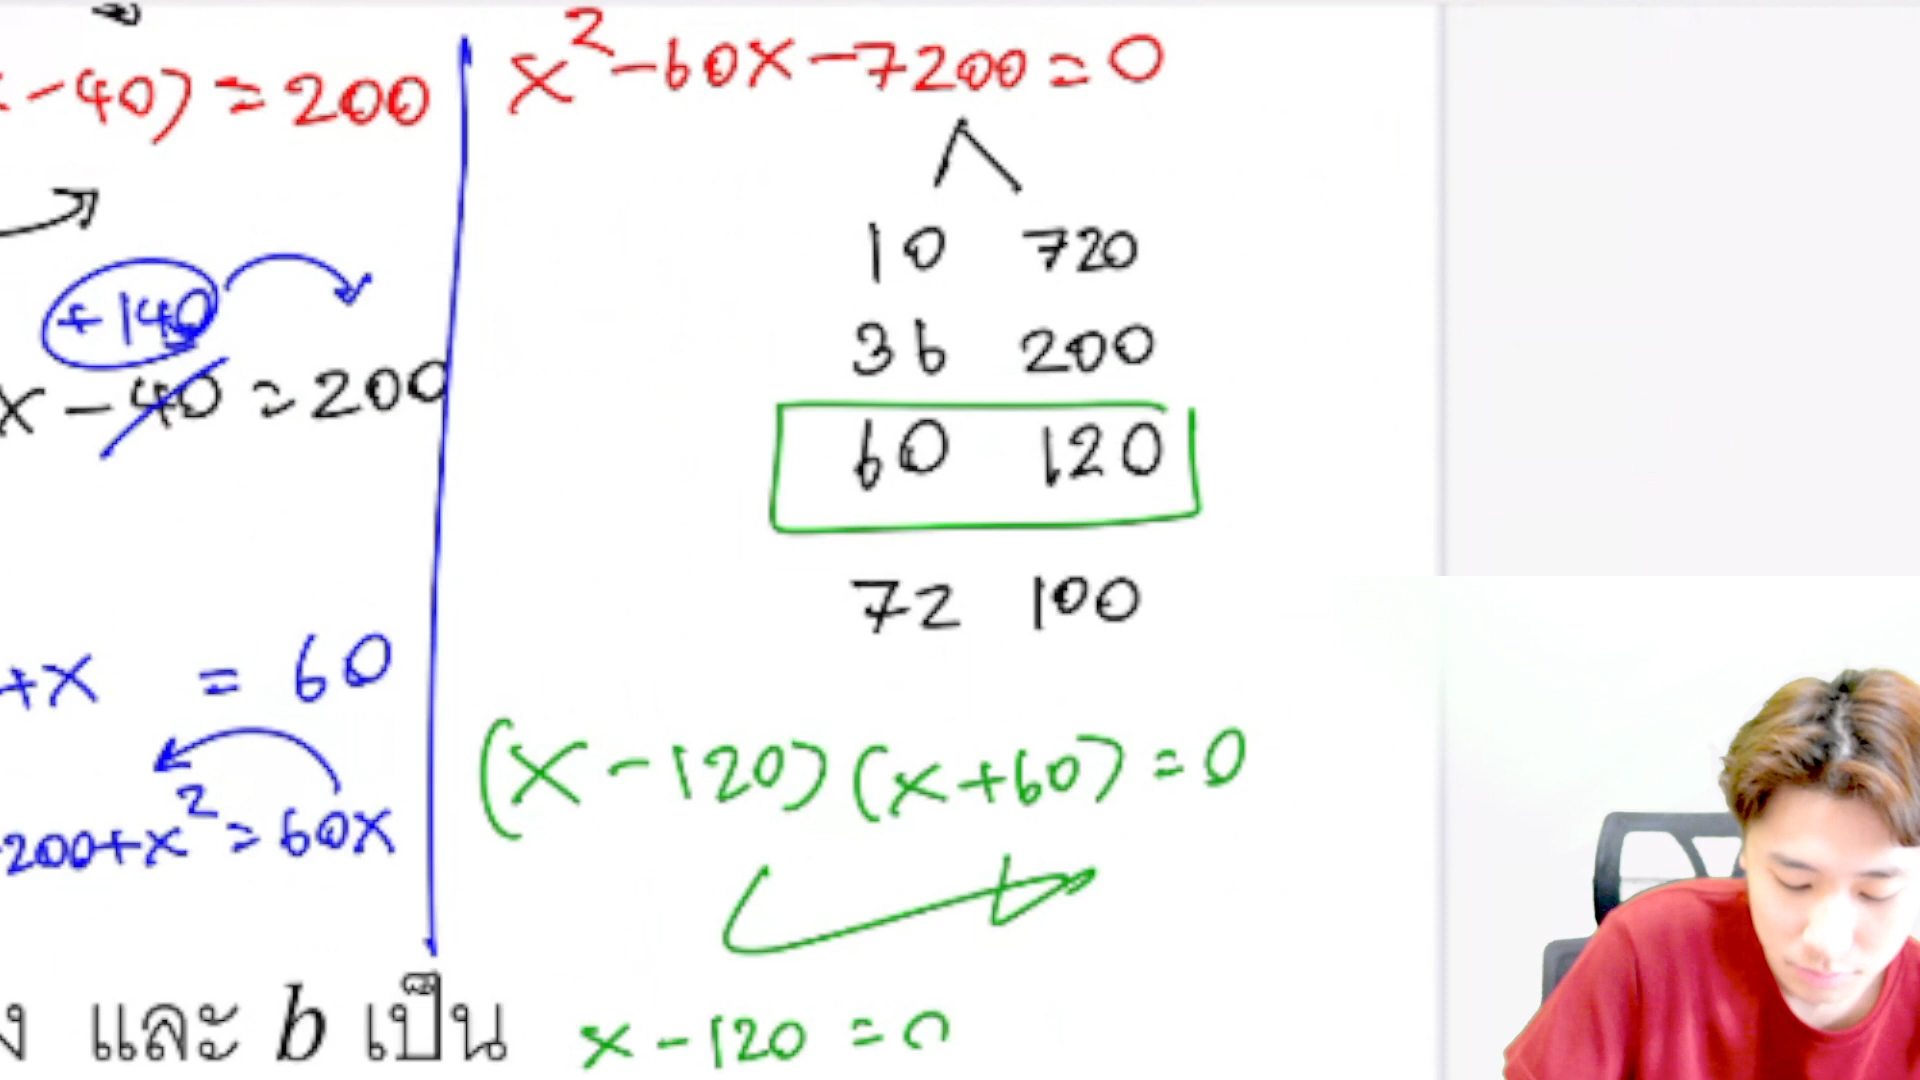 -40) = 200
+140
x - 40 = 200
+x = 60
200+x² = 60x
x² - 60x - 7200 = 0
10 720
36 200
60 120
72 100
(x - 120) (x + 60) = 0
และ b เป็น
x - 120 = 0